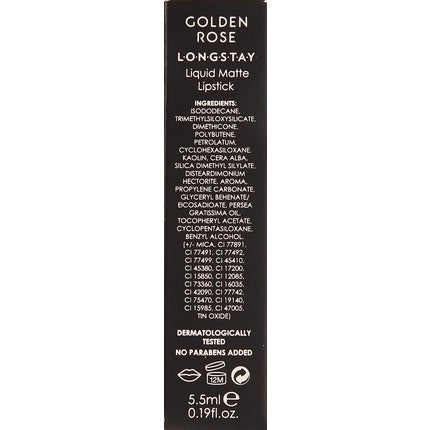 GOLDEN
ROSE
L•O•N•G•S•T•A•Y
Liquid Matte
Lipstick
INGREDIENTS:
ISODODECANE,
TRIMETHYLSILOXYSILICATE,
DIMETHICONE,
POLYBUTENE,
PETROLATUM,
CYCLOHEXASILOXANE,
KAOLIN, CERA ALBA,
SILICA DIMETHYL SILYLATE,
DISTEARDIMONIUM
HECTORITE, AROMA,
PROPYLENE CARBONATE,
GLYCERYL BEHENATE/
EICOSADIOATE, PERSEA
GRATISSIMA OIL,
TOCOPHERYL ACETATE,
CYCLOPENTASILOXANE,
BENZYL ALCOHOL.
(+/- MICA, CI 77891,
CI 77491, CI 77492,
CI 77499, CI 45410,
CI 45380, CI 17200,
CI 15850, CI 12085,
CI 73360, CI 16035,
CI 42090, CI 77742,
CI 75470, CI 19140,
CI 15985, CI 47005,
TIN OXIDE)
DERMATOLOGICALLY
TESTED
NO PARABENS ADDED
12M
5.5ml e
0.19fl.oz.